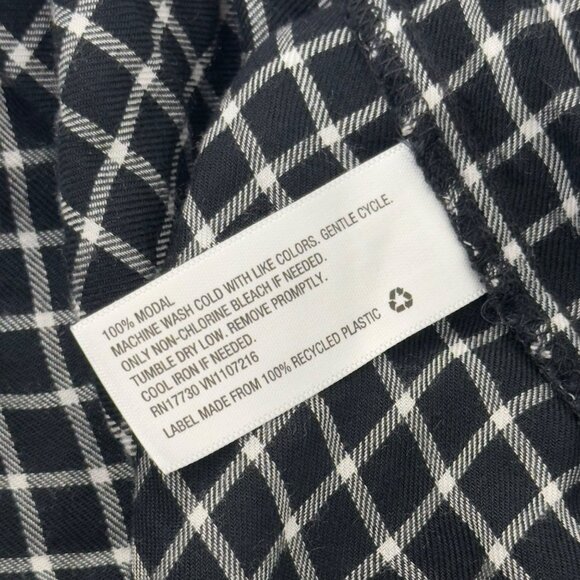 100% MODAL
MACHINE WASH COLD WITH LIKE COLORS. GENTLE CYCLE.
ONLY NON-CHLORINE BLEACH IF NEEDED.
TUMBLE DRY LOW. REMOVE PROMPTLY.
COOL IRON IF NEEDED.
RN17730 VN1107216
LABEL MADE FROM 100% RECYCLED PLASTIC